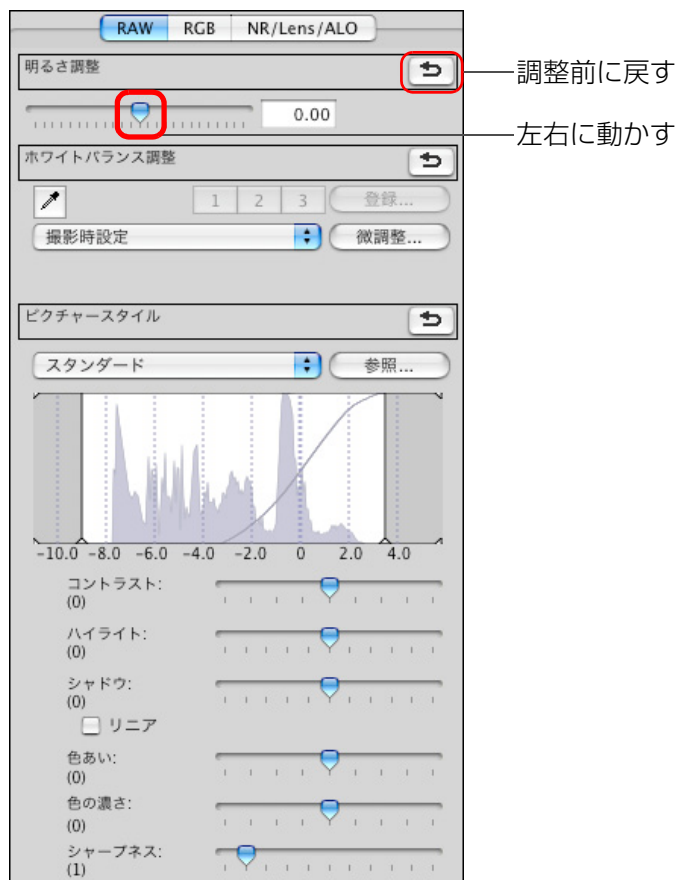 RAW RGB NR/Lens/ALO
明るさ調整
調整前に戻す
0.00
左右に動かす
ホワイトバランス調整
1 2 3 登録...
撮影時設定 微調整...
ピクチャースタイル
スタンダード 参照...
-10.0 -8.0 -6.0 -4.0 -2.0 0 2.0 4.0
コントラスト:
(0)
ハイライト:
(0)
シャドウ:
(0)
リニア
色あい:
(0)
色の濃さ:
(0)
シャープネス:
(1)